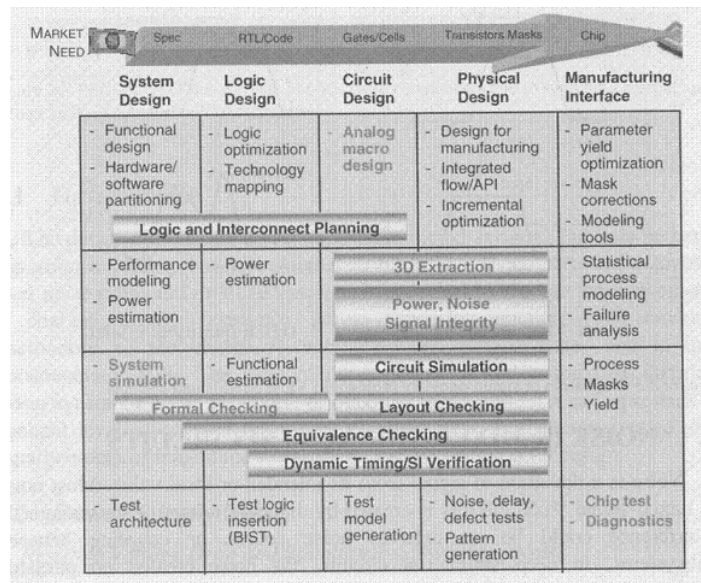 MARKET
NEED
Spec
RTL/Code
Gates/Cells
Transistors Masks
Chip
System
Design
Logic
Design
Circuit
Design
Physical
Design
Manufacturing
Interface
- Functional
design
- Hardware/
software
partitioning
- Logic
optimization
- Technology
mapping
- Analog
macro
design
- Design for
manufacturing
- Integrated
flow/API
- Incremental
optimization
- Parameter
yield
optimization
- Mask
corrections
- Modeling
tools
Logic and Interconnect Planning
- Performance
modeling
- Power
estimation
- Power
estimation
3D Extraction
Power, Noise
Signal Integrity
- Statistical
process
modeling
- Failure
analysis
- System
simulation
- Functional
estimation
Circuit Simulation
- Process
- Masks
- Yield
Formal Checking
Layout Checking
Equivalence Checking
Dynamic Timing/SI Verification
- Test
architecture
- Test logic
insertion
(BIST)
- Test
model
generation
- Noise, delay,
defect tests
- Pattern
generation
- Chip test
- Diagnostics